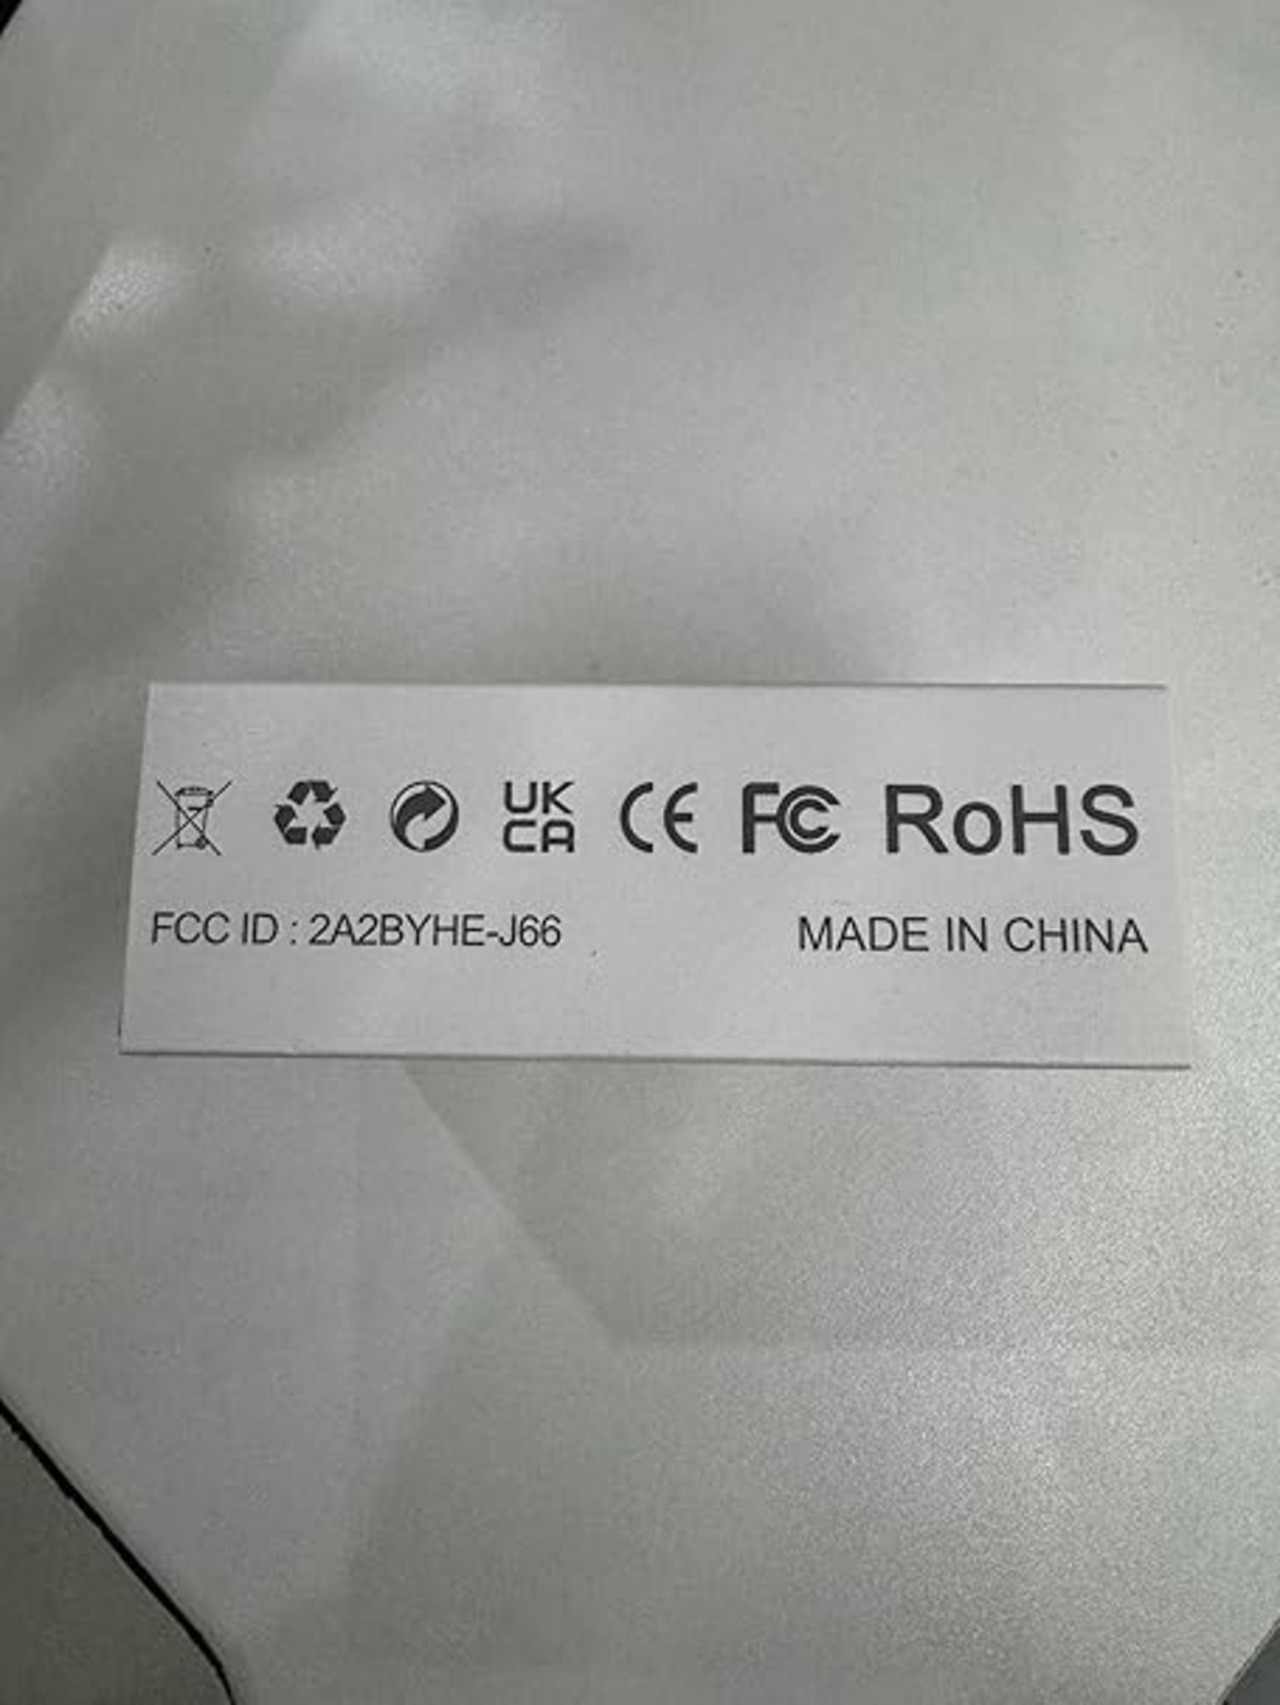 UK CA CE FC RoHS
FCC ID : 2A2BYHE-J66 MADE IN CHINA